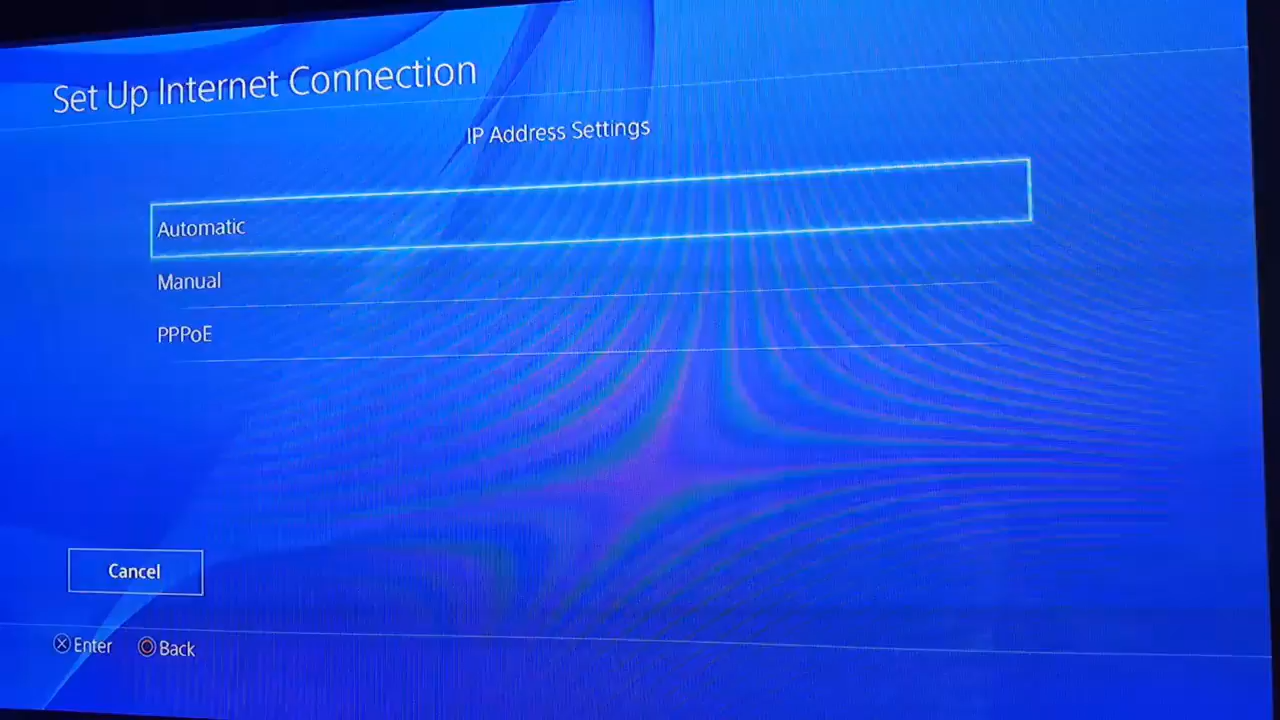 Set Up Internet Connection
IP Address Settings
Automatic
Manual
PPPoE
Cancel
Enter Back